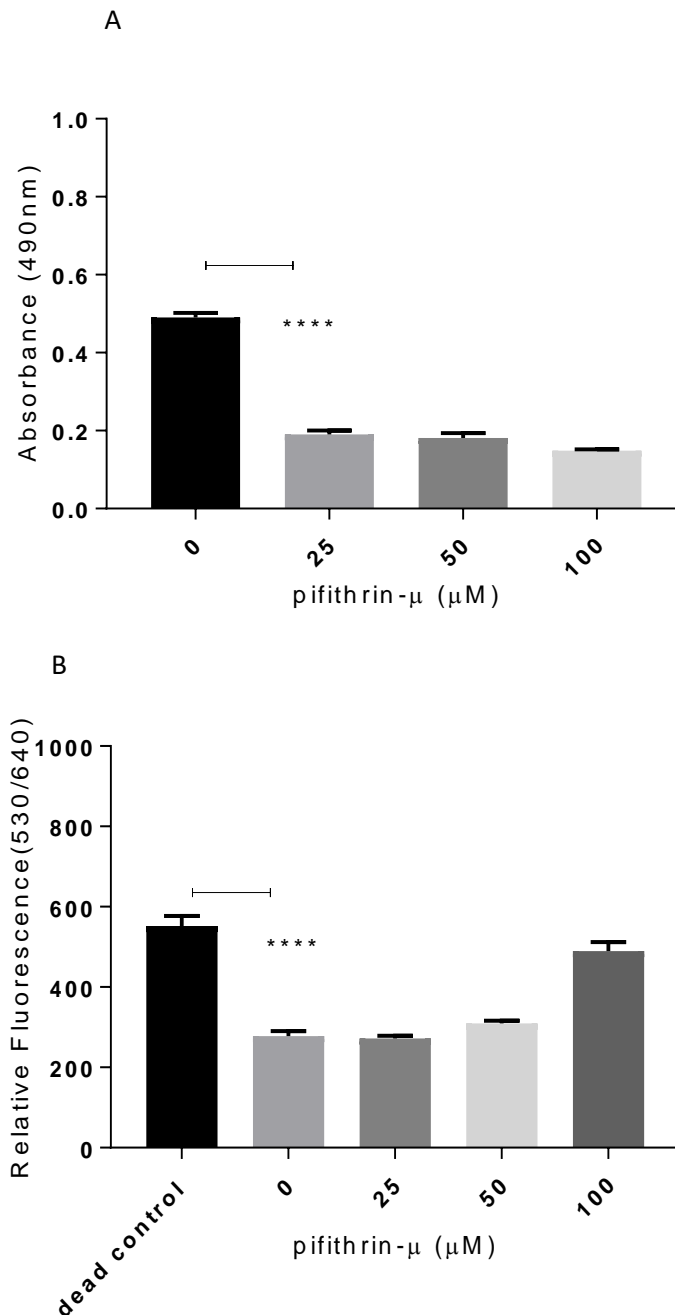 A
Absorbance (490nm)
1.0
0.8
0.6
0.4
0.2
0.0
****
0 25 50 100
pifithrin-μ (μM)
B
Relative Fluorescence(530/640)
1000
800
600
400
200
0
****
dead control 0 25 50 100
pifithrin-μ (μM)